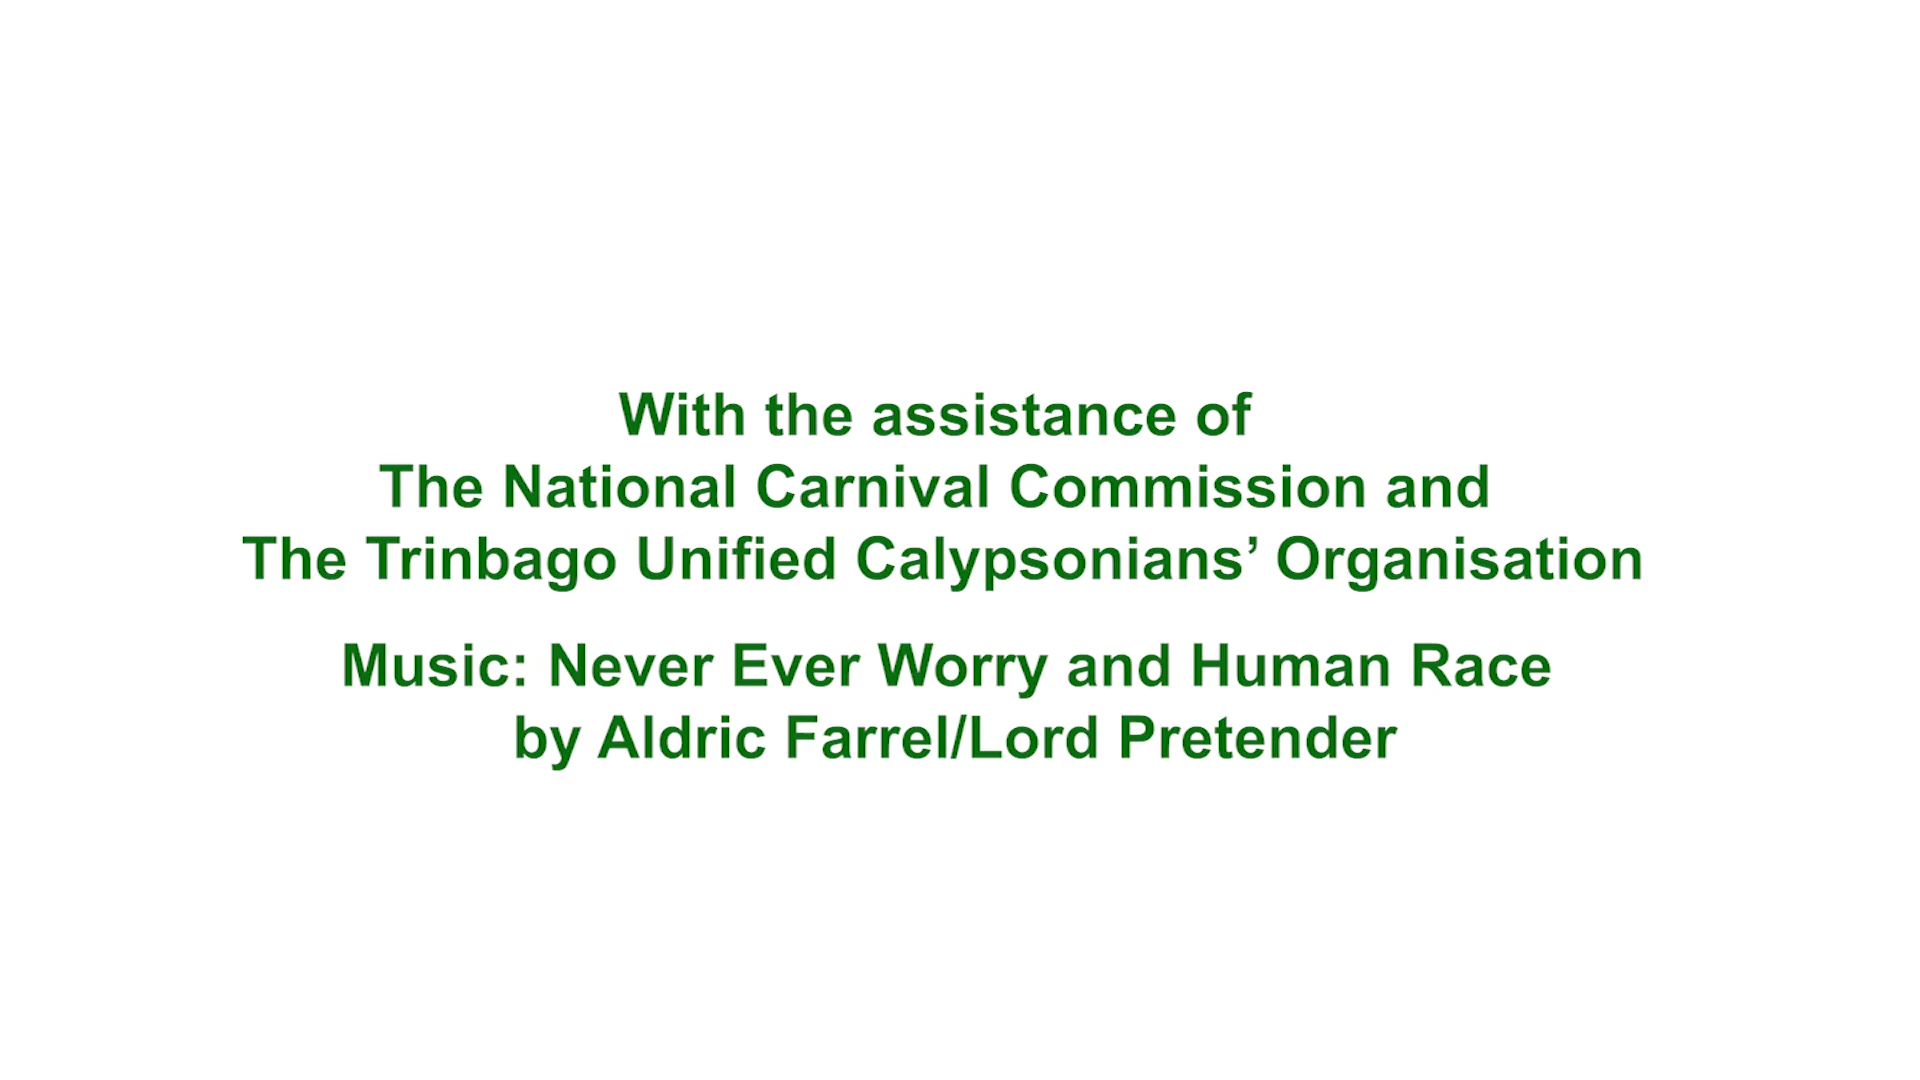 With the assistance of
The National Carnival Commission and
The Trinbago Unified Calypsonians’ Organisation
Music: Never Ever Worry and Human Race
by Aldric Farrel/Lord Pretender